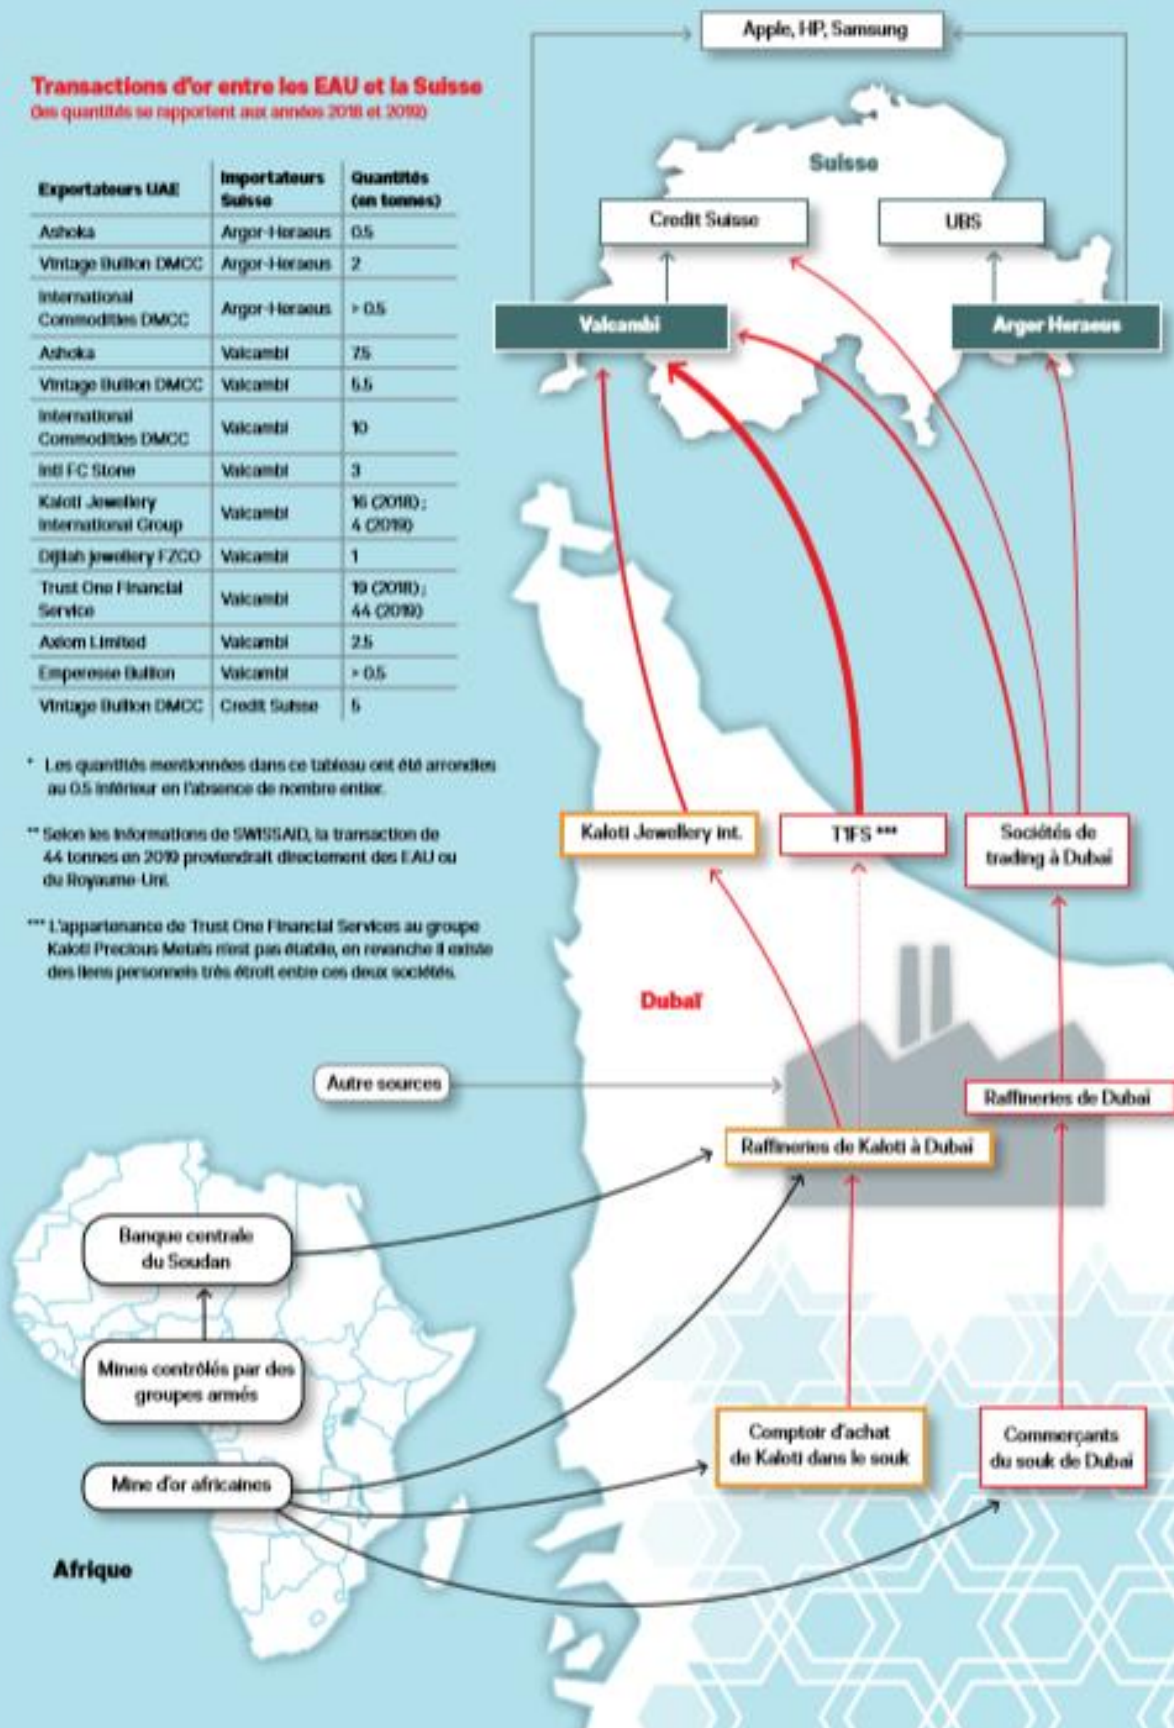 Apple, HP, Samsung
Transactions d'or entre les EAU et la Suisse
(les quantités se rapportent aux années 2018 et 2019)
Exportateurs UAE | Importateurs Suisse | Quantités (en tonnes)
Ashoka | Argor-Heraeus | 0.5
Vintage Bullion DMCC | Argor-Heraeus | 2
International Commodities DMCC | Argor-Heraeus | > 0.5
Ashoka | Valcambi | 7.5
Vintage Bullion DMCC | Valcambi | 5.5
International Commodities DMCC | Valcambi | 10
Intl FC Stone | Valcambi | 3
Kaloti Jewellery International Group | Valcambi | 16 (2018) ; 4 (2019)
Dijllah jewellery FZCO | Valcambi | 1
Trust One Financial Service | Valcambi | 19 (2018) ; 44 (2019)
Axiom Limited | Valcambi | 2.5
Emperesse Bullion | Valcambi | > 0.5
Vintage Bullion DMCC | Credit Suisse | 5
* Les quantités mentionnées dans ce tableau ont été arrondies
au 0.5 inférieur en l'absence de nombre entier.
** Selon les informations de SWISSAID, la transaction de
44 tonnes en 2019 proviendrait directement des EAU ou
du Royaume-Uni.
*** L'appartenance de Trust One Financial Services au groupe
Kaloti Precious Metals n'est pas établie, en revanche il existe
des liens personnels très étroit entre ces deux sociétés.
Suisse
Credit Suisse
UBS
Valcambi
Argor Heraeus
Kaloti Jewellery int.
T1FS ***
Sociétés de
trading à Dubaï
Dubaï
Autre sources
Raffineries de Dubaï
Raffineries de Kaloti à Dubaï
Banque centrale
du Soudan
Mines contrôlés par des
groupes armés
Mine d'or africaines
Comptoir d'achat
de Kaloti dans le souk
Commerçants
du souk de Dubaï
Afrique